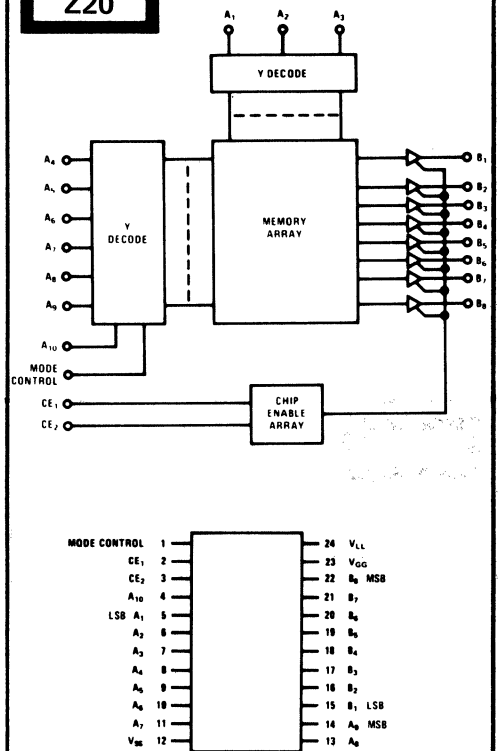 Z20
A₁ A₂ A₃
Y DECODE
A₄
A₅
A₆
A₇
A₈
A₉
Y
DECODE
MEMORY
ARRAY
B₁
B₂
B₃
B₄
B₅
B₆
B₇
B₈
A₁₀
MODE
CONTROL
CE₁
CE₂
CHIP
ENABLE
ARRAY
MODE CONTROL 1 24 V_LL
CE₁ 2 23 V_GG
CE₂ 3 22 B₈ MSB
A₁₀ 4 21 B₇
LSB A₁ 5 20 B₆
A₂ 6 19 B₅
A₃ 7 18 B₄
A₄ 8 17 B₃
A₅ 9 16 B₂
A₆ 10 15 B₁ LSB
A₇ 11 14 A₉ MSB
V_SS 12 13 A₈